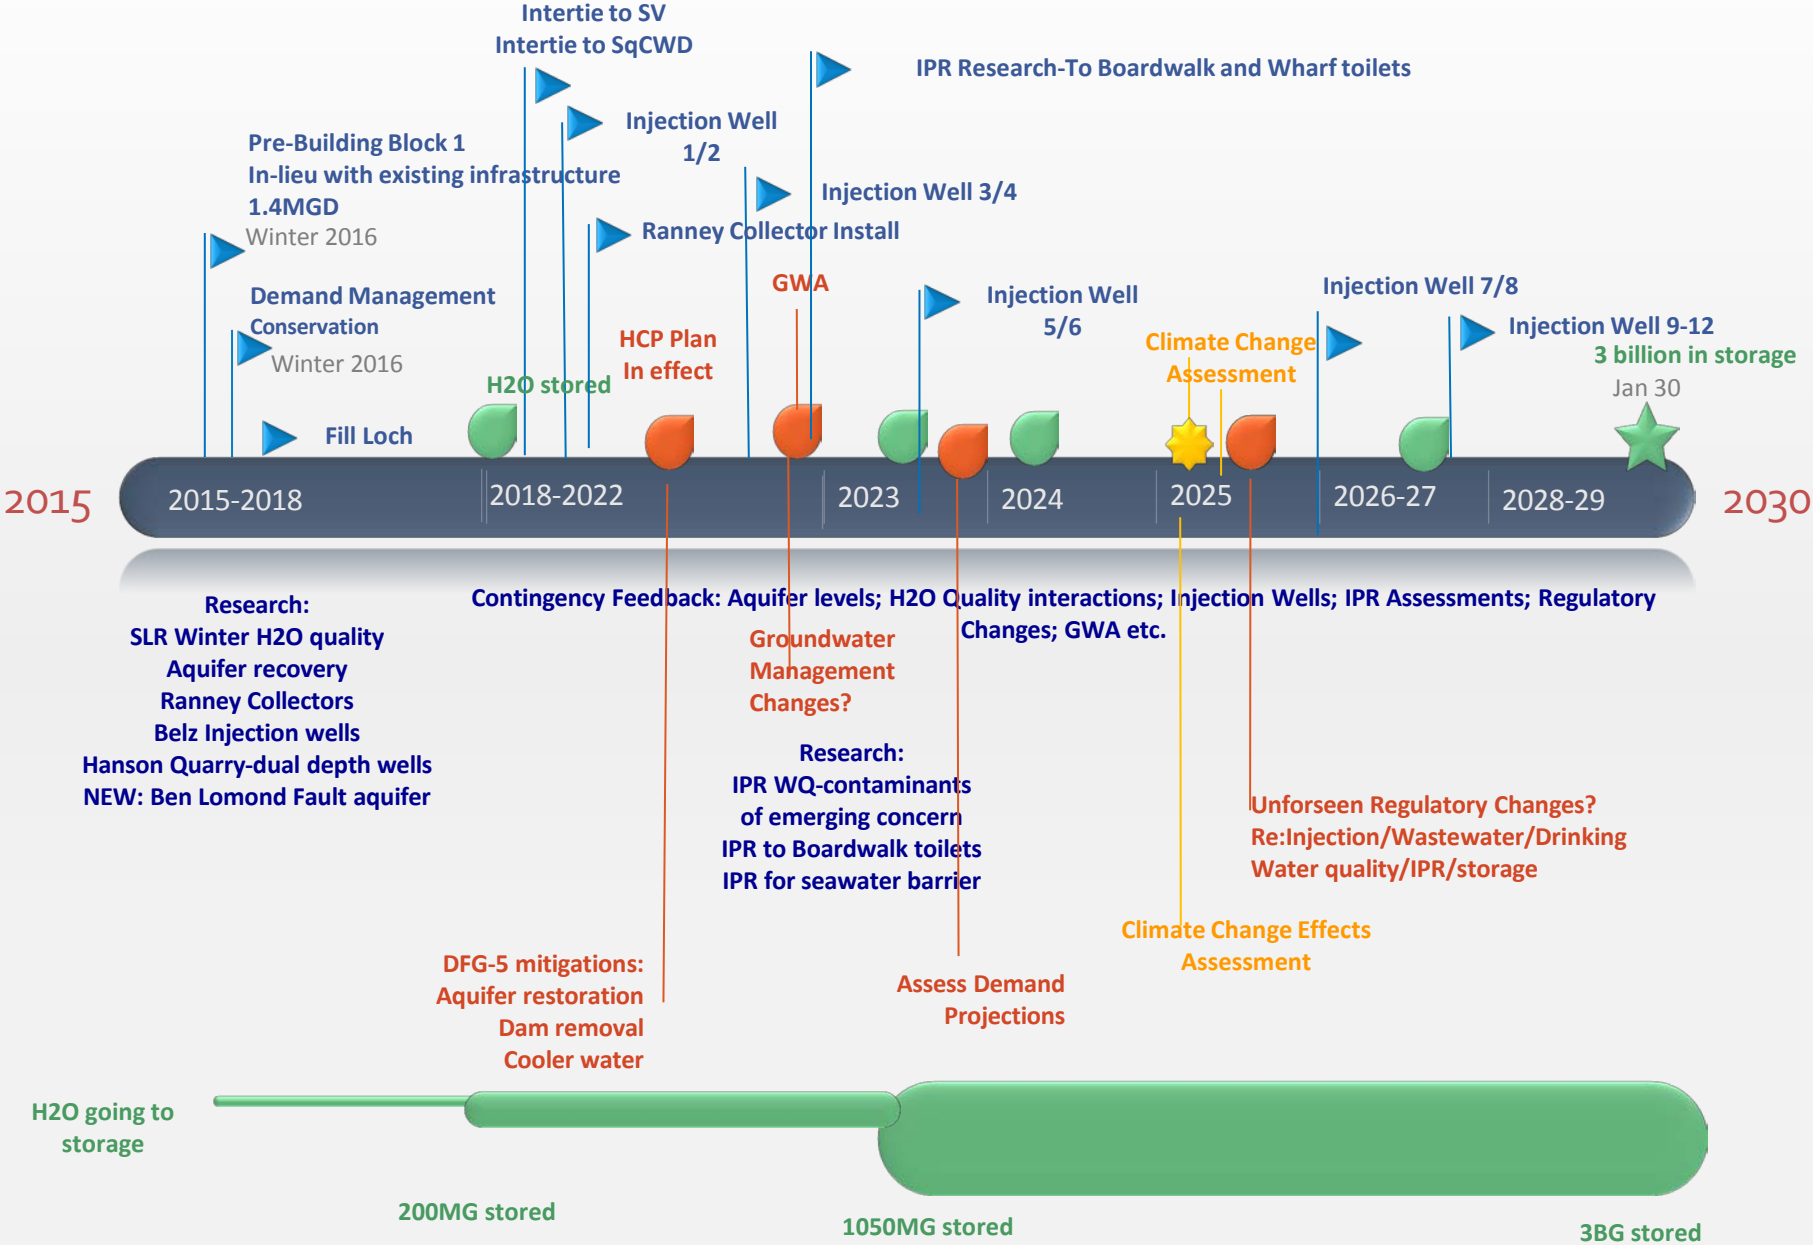 Intertie to SV
Intertie to SqCWD
IPR Research-To Boardwalk and Wharf toilets
Injection Well
1/2
Pre-Building Block 1
In-lieu with existing infrastructure
1.4MGD
Winter 2016
Injection Well 3/4
Ranney Collector Install
GWA
Demand Management
Conservation
Winter 2016
HCP Plan
In effect
Injection Well
5/6
Injection Well 7/8
Injection Well 9-12
3 billion in storage
Jan 30
Climate Change
Assessment
H2O stored
Fill Loch
2015
2015-2018
2018-2022
2023
2024
2025
2026-27
2028-29
2030
Research:
SLR Winter H2O quality
Aquifer recovery
Ranney Collectors
Belz Injection wells
Hanson Quarry-dual depth wells
NEW: Ben Lomond Fault aquifer
Contingency Feedback: Aquifer levels; H2O Quality interactions; Injection Wells; IPR Assessments; Regulatory
Changes; GWA etc.
Groundwater
Management
Changes?
Research:
IPR WQ-contaminants
of emerging concern
IPR to Boardwalk toilets
IPR for seawater barrier
Unforseen Regulatory Changes?
Re:Injection/Wastewater/Drinking
Water quality/IPR/storage
Climate Change Effects
Assessment
DFG-5 mitigations:
Aquifer restoration
Dam removal
Cooler water
Assess Demand
Projections
H2O going to
storage
200MG stored
1050MG stored
3BG stored